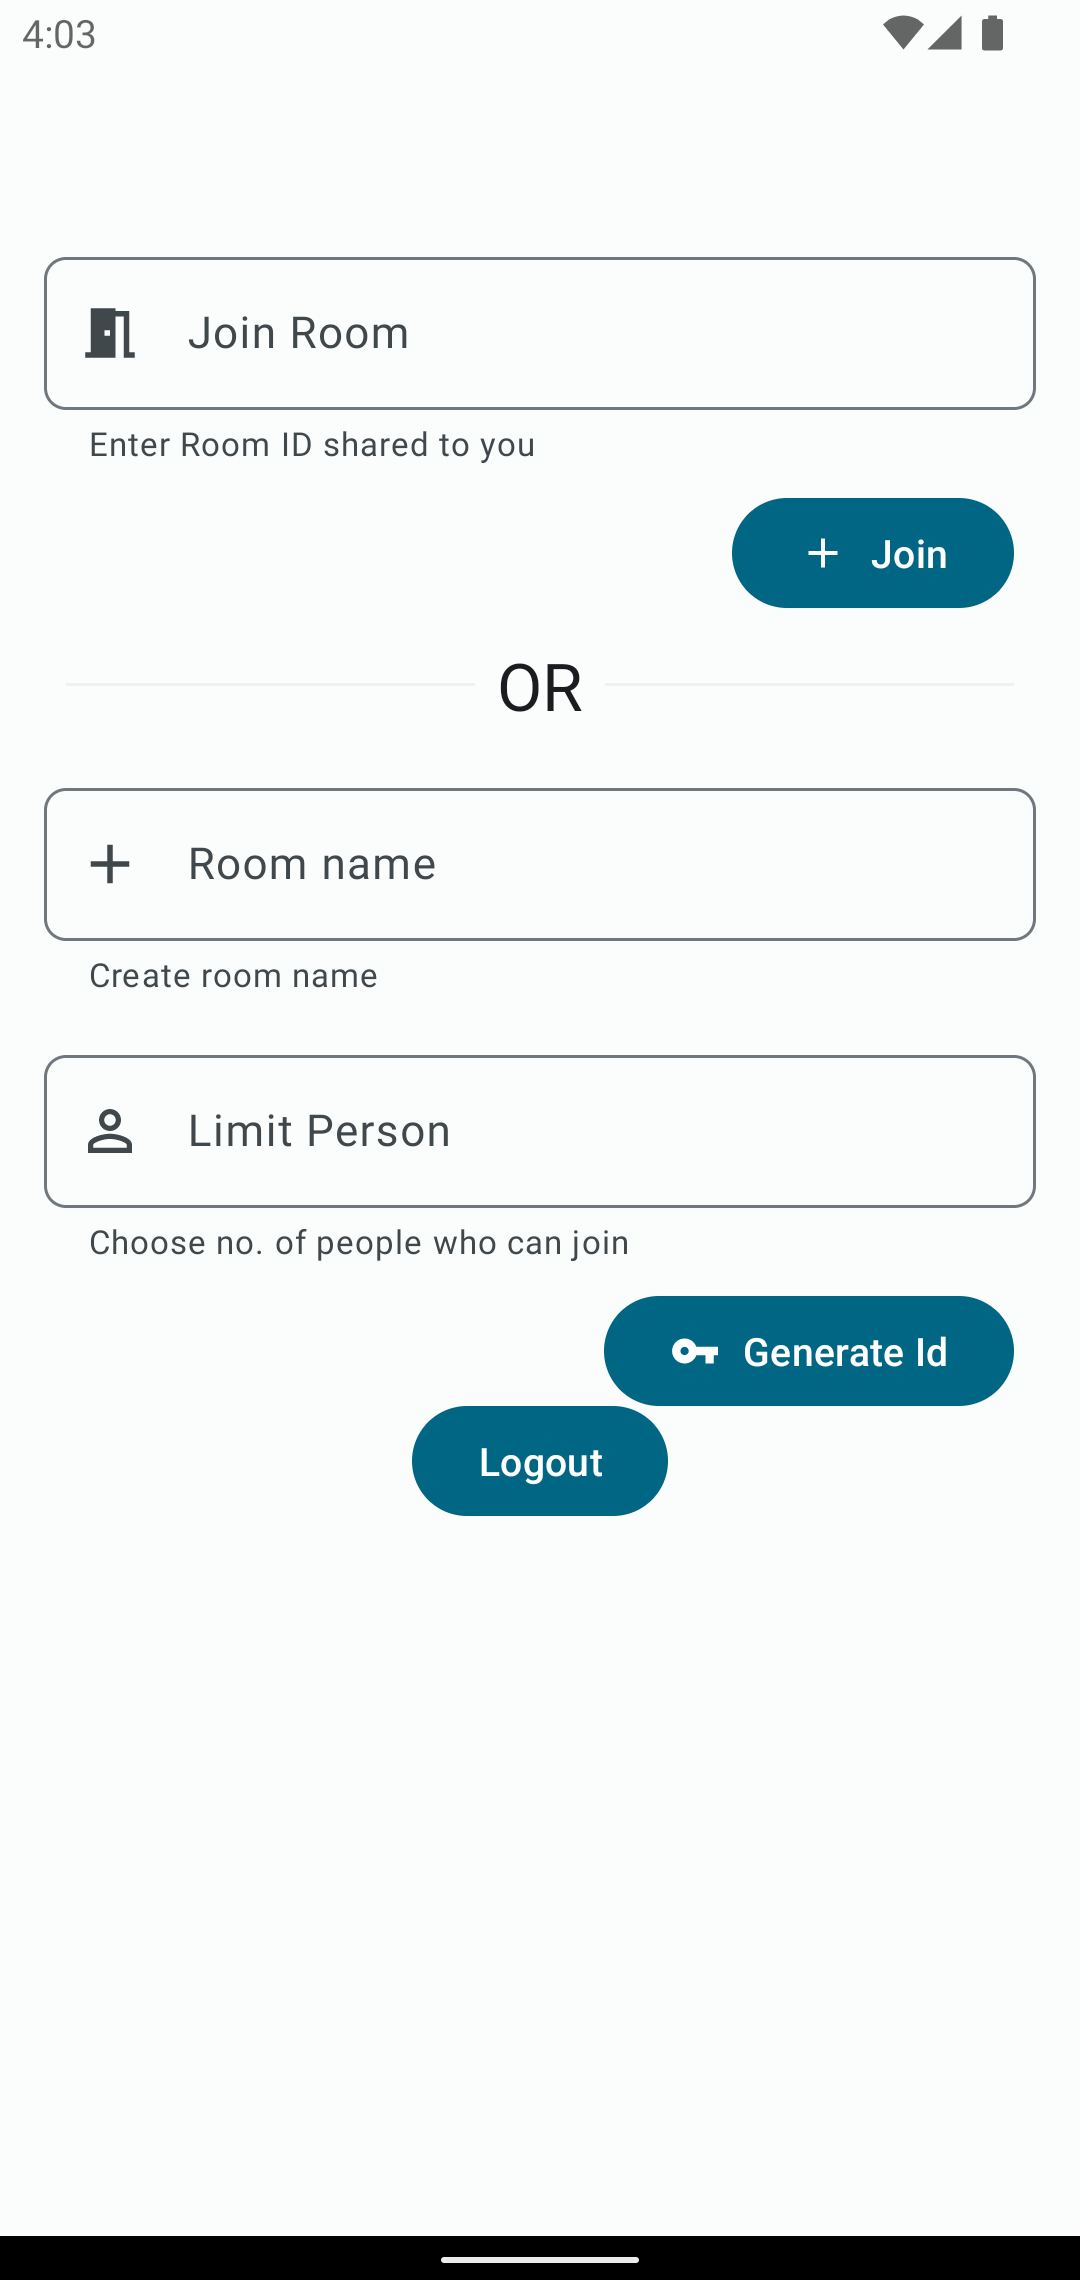 4:03
Join Room
Enter Room ID shared to you
Join
OR
Room name
Create room name
Limit Person
Choose no. of people who can join
Generate Id
Logout